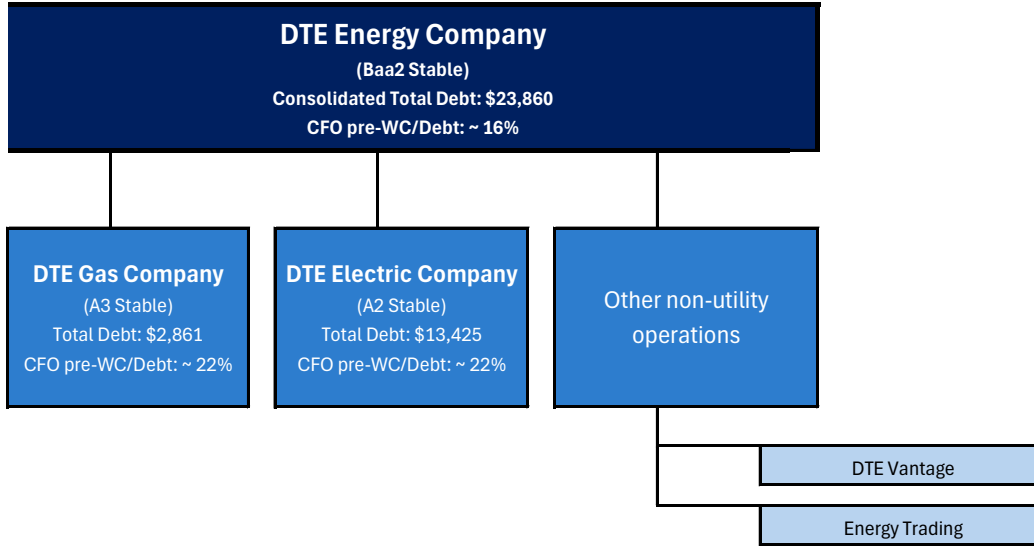 DTE Energy Company
(Baa2 Stable)
Consolidated Total Debt: $23,860
CFO pre-WC/Debt: ~ 16%
DTE Gas Company
(A3 Stable)
Total Debt: $2,861
CFO pre-WC/Debt: ~ 22%
DTE Electric Company
(A2 Stable)
Total Debt: $13,425
CFO pre-WC/Debt: ~ 22%
Other non-utility
operations
DTE Vantage
Energy Trading